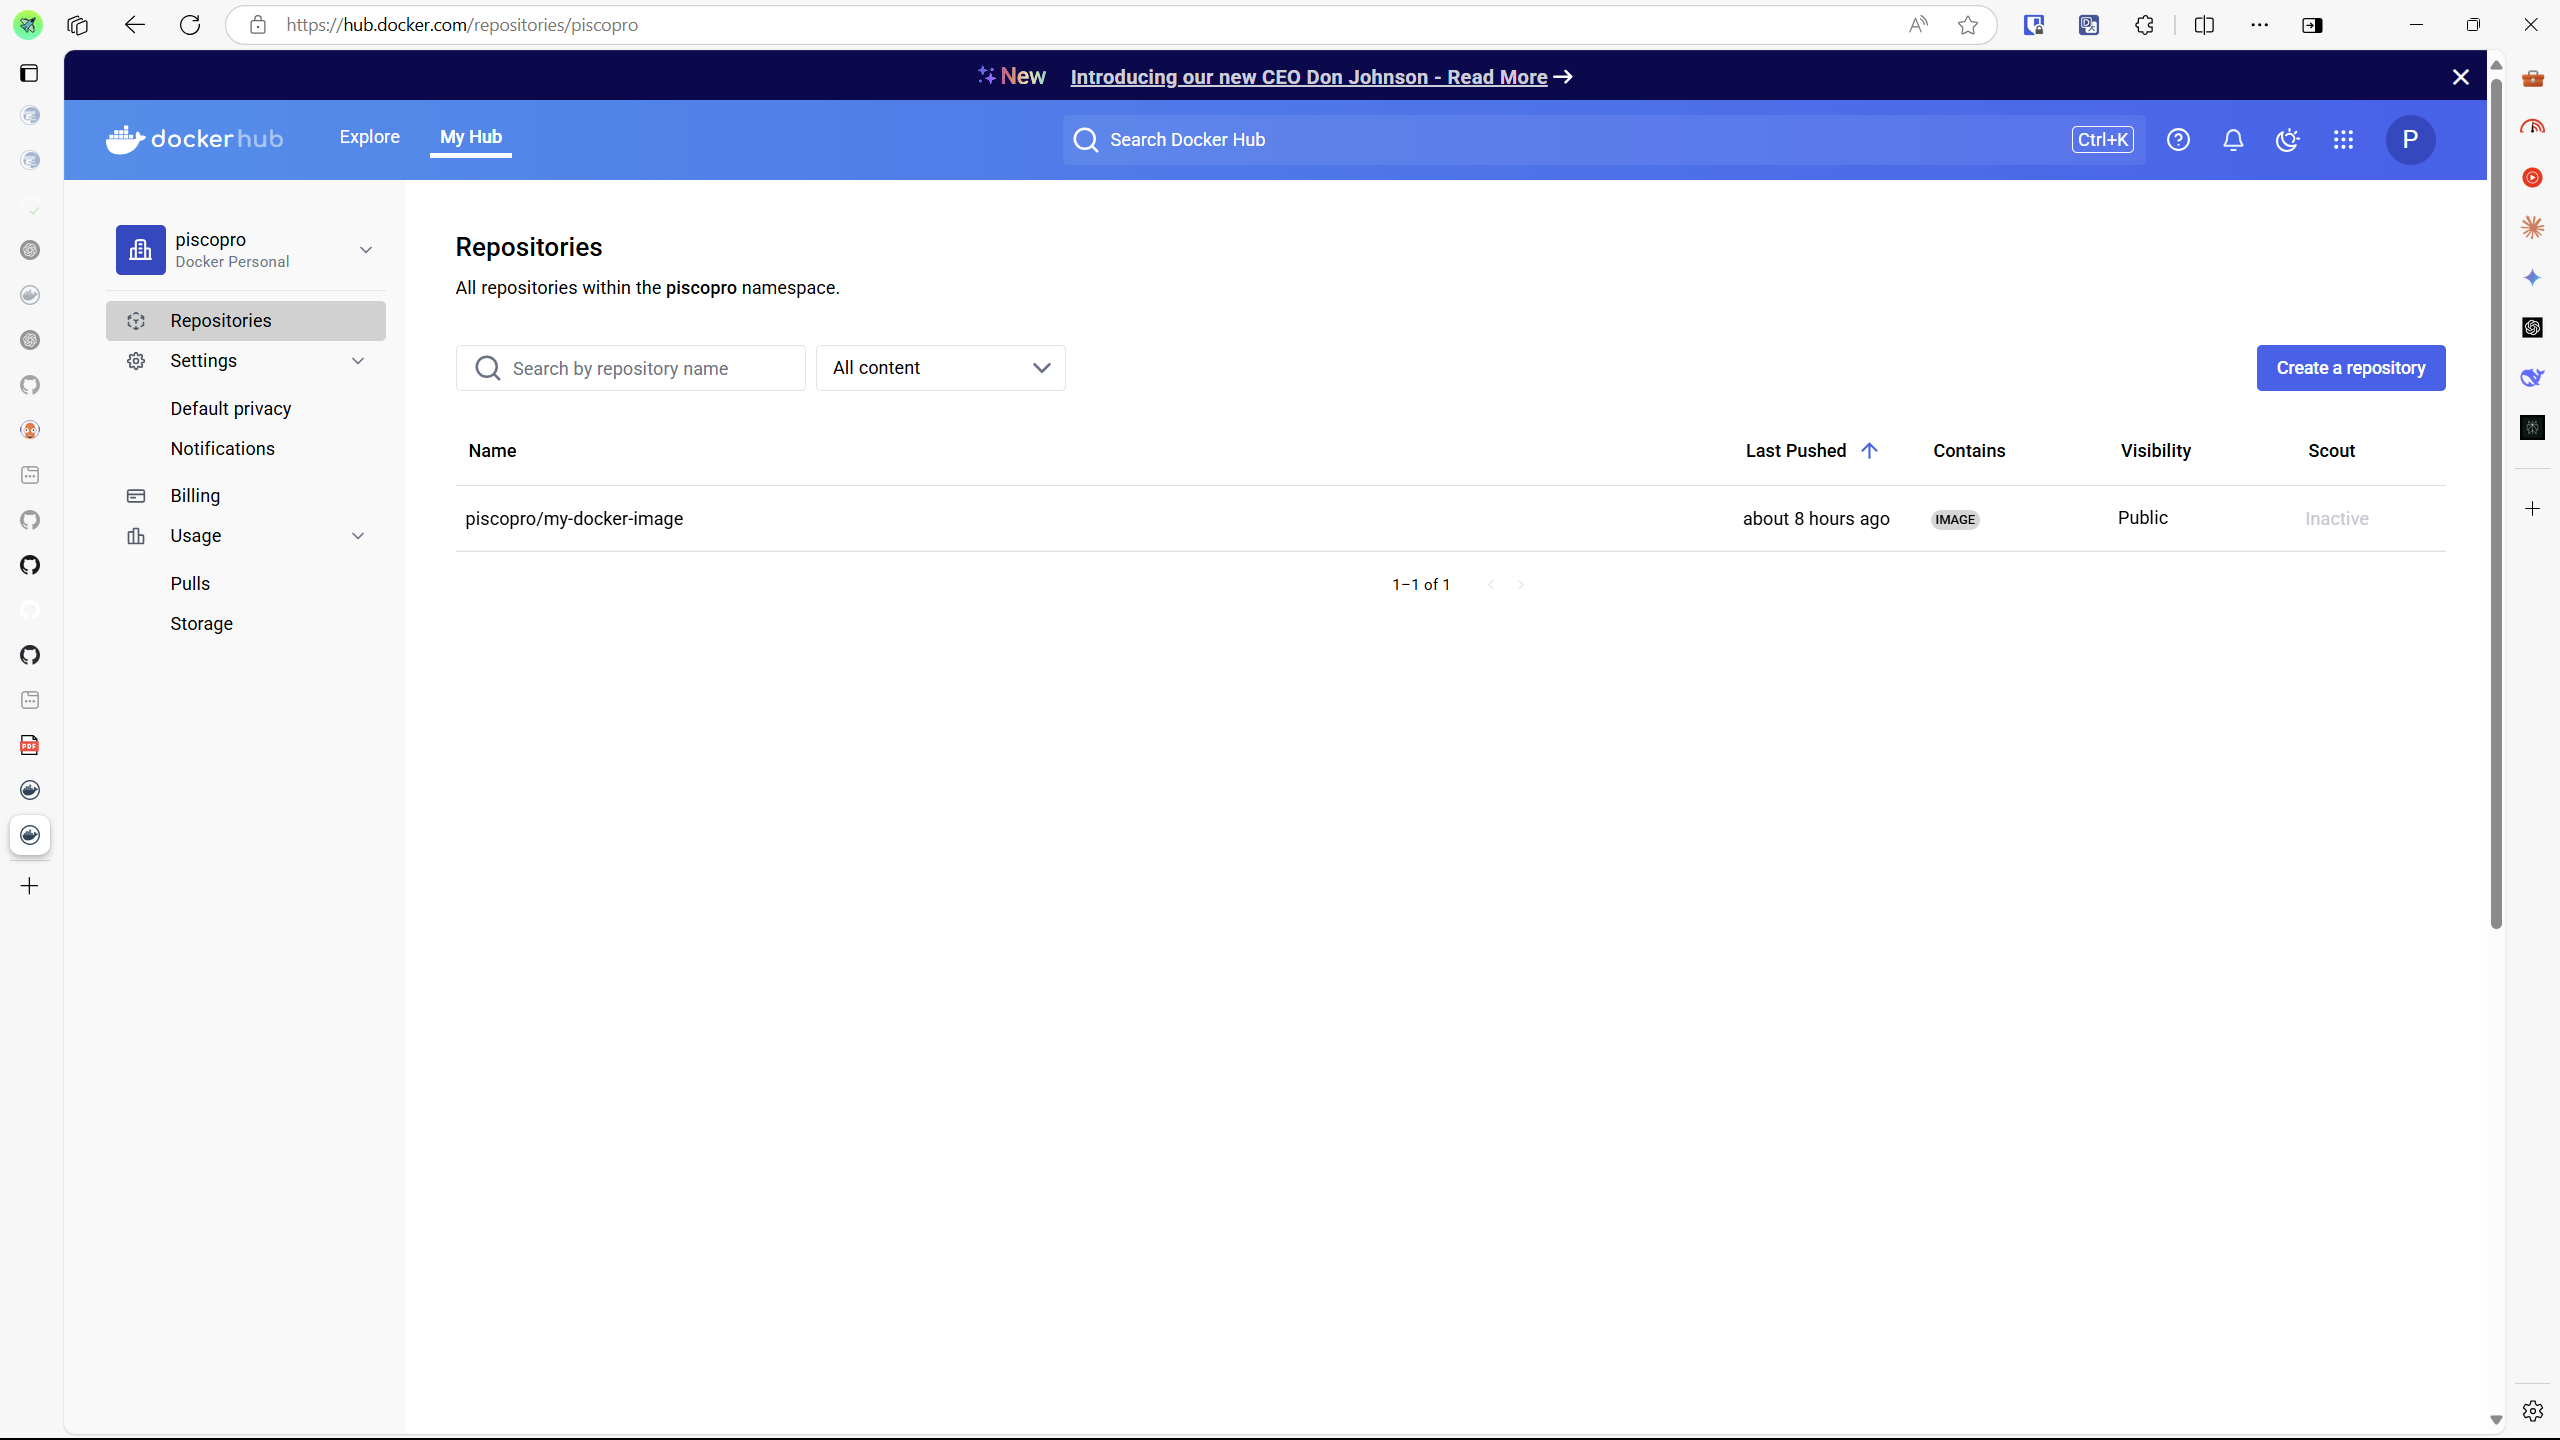 https://hub.docker.com/repositories/piscopro
New Introducing our new CEO Don Johnson - Read More
docker hub
Explore
My Hub
Search Docker Hub
Ctrl+K
P
piscopro
Docker Personal
Repositories
Settings
Default privacy
Notifications
Billing
Usage
Pulls
Storage
Repositories
All repositories within the piscopro namespace.
Search by repository name
All content
Create a repository
Name Last Pushed Contains Visibility Scout
piscopro/my-docker-image about 8 hours ago IMAGE Public Inactive
1–1 of 1
PDF